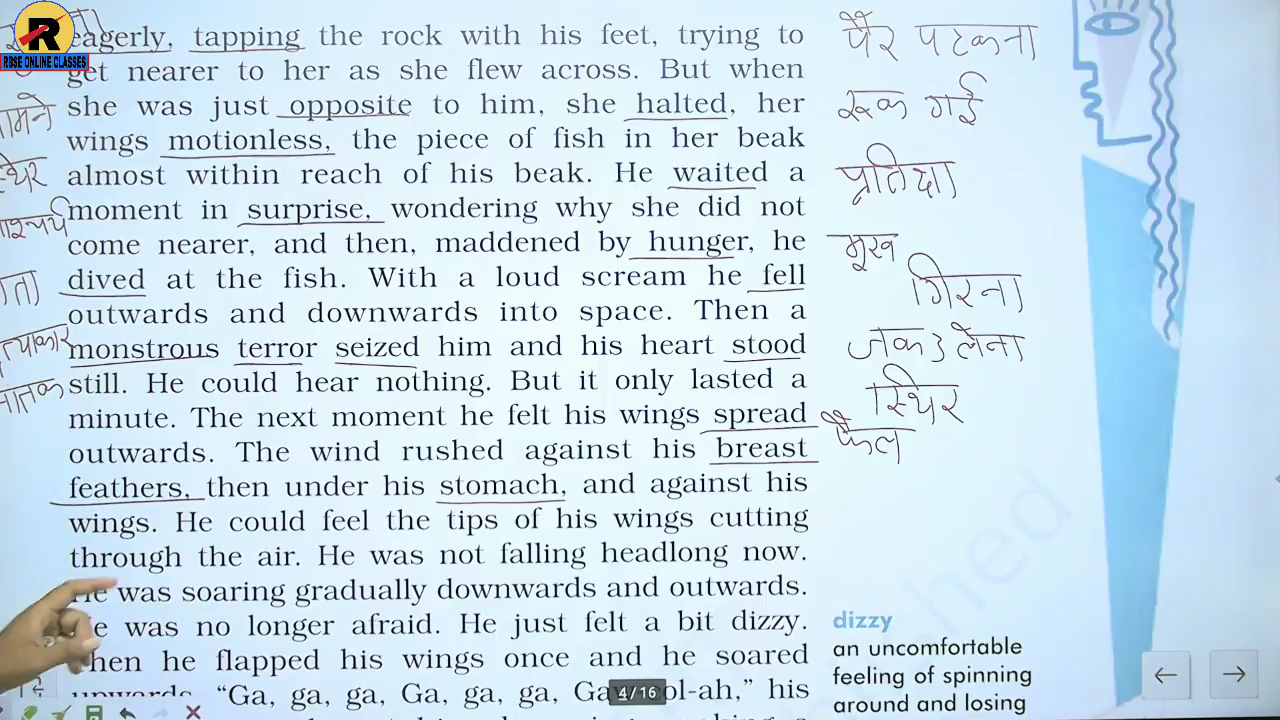 R
RBSE ONLINE CLASSES
eagerly, tapping the rock with his feet, trying to
get nearer to her as she flew across. But when
she was just opposite to him, she halted, her
wings motionless, the piece of fish in her beak
almost within reach of his beak. He waited a
moment in surprise, wondering why she did not
come nearer, and then, maddened by hunger, he
dived at the fish. With a loud scream he fell
outwards and downwards into space. Then a
monstrous terror seized him and his heart stood
still. He could hear nothing. But it only lasted a
minute. The next moment he felt his wings spread
outwards. The wind rushed against his breast
feathers, then under his stomach, and against his
wings. He could feel the tips of his wings cutting
through the air. He was not falling headlong now.
He was soaring gradually downwards and outwards.
He was no longer afraid. He just felt a bit dizzy.
Then he flapped his wings once and he soared
upwards. "Ga, ga, ga, Ga, ga, ga, his
पैर पटकना
रुक गई
प्रतिक्षा
भूख
गिरना
जकड लेना
स्थिर
फैल
dizzy
an uncomfortable
feeling of spinning
around and losing
4/16